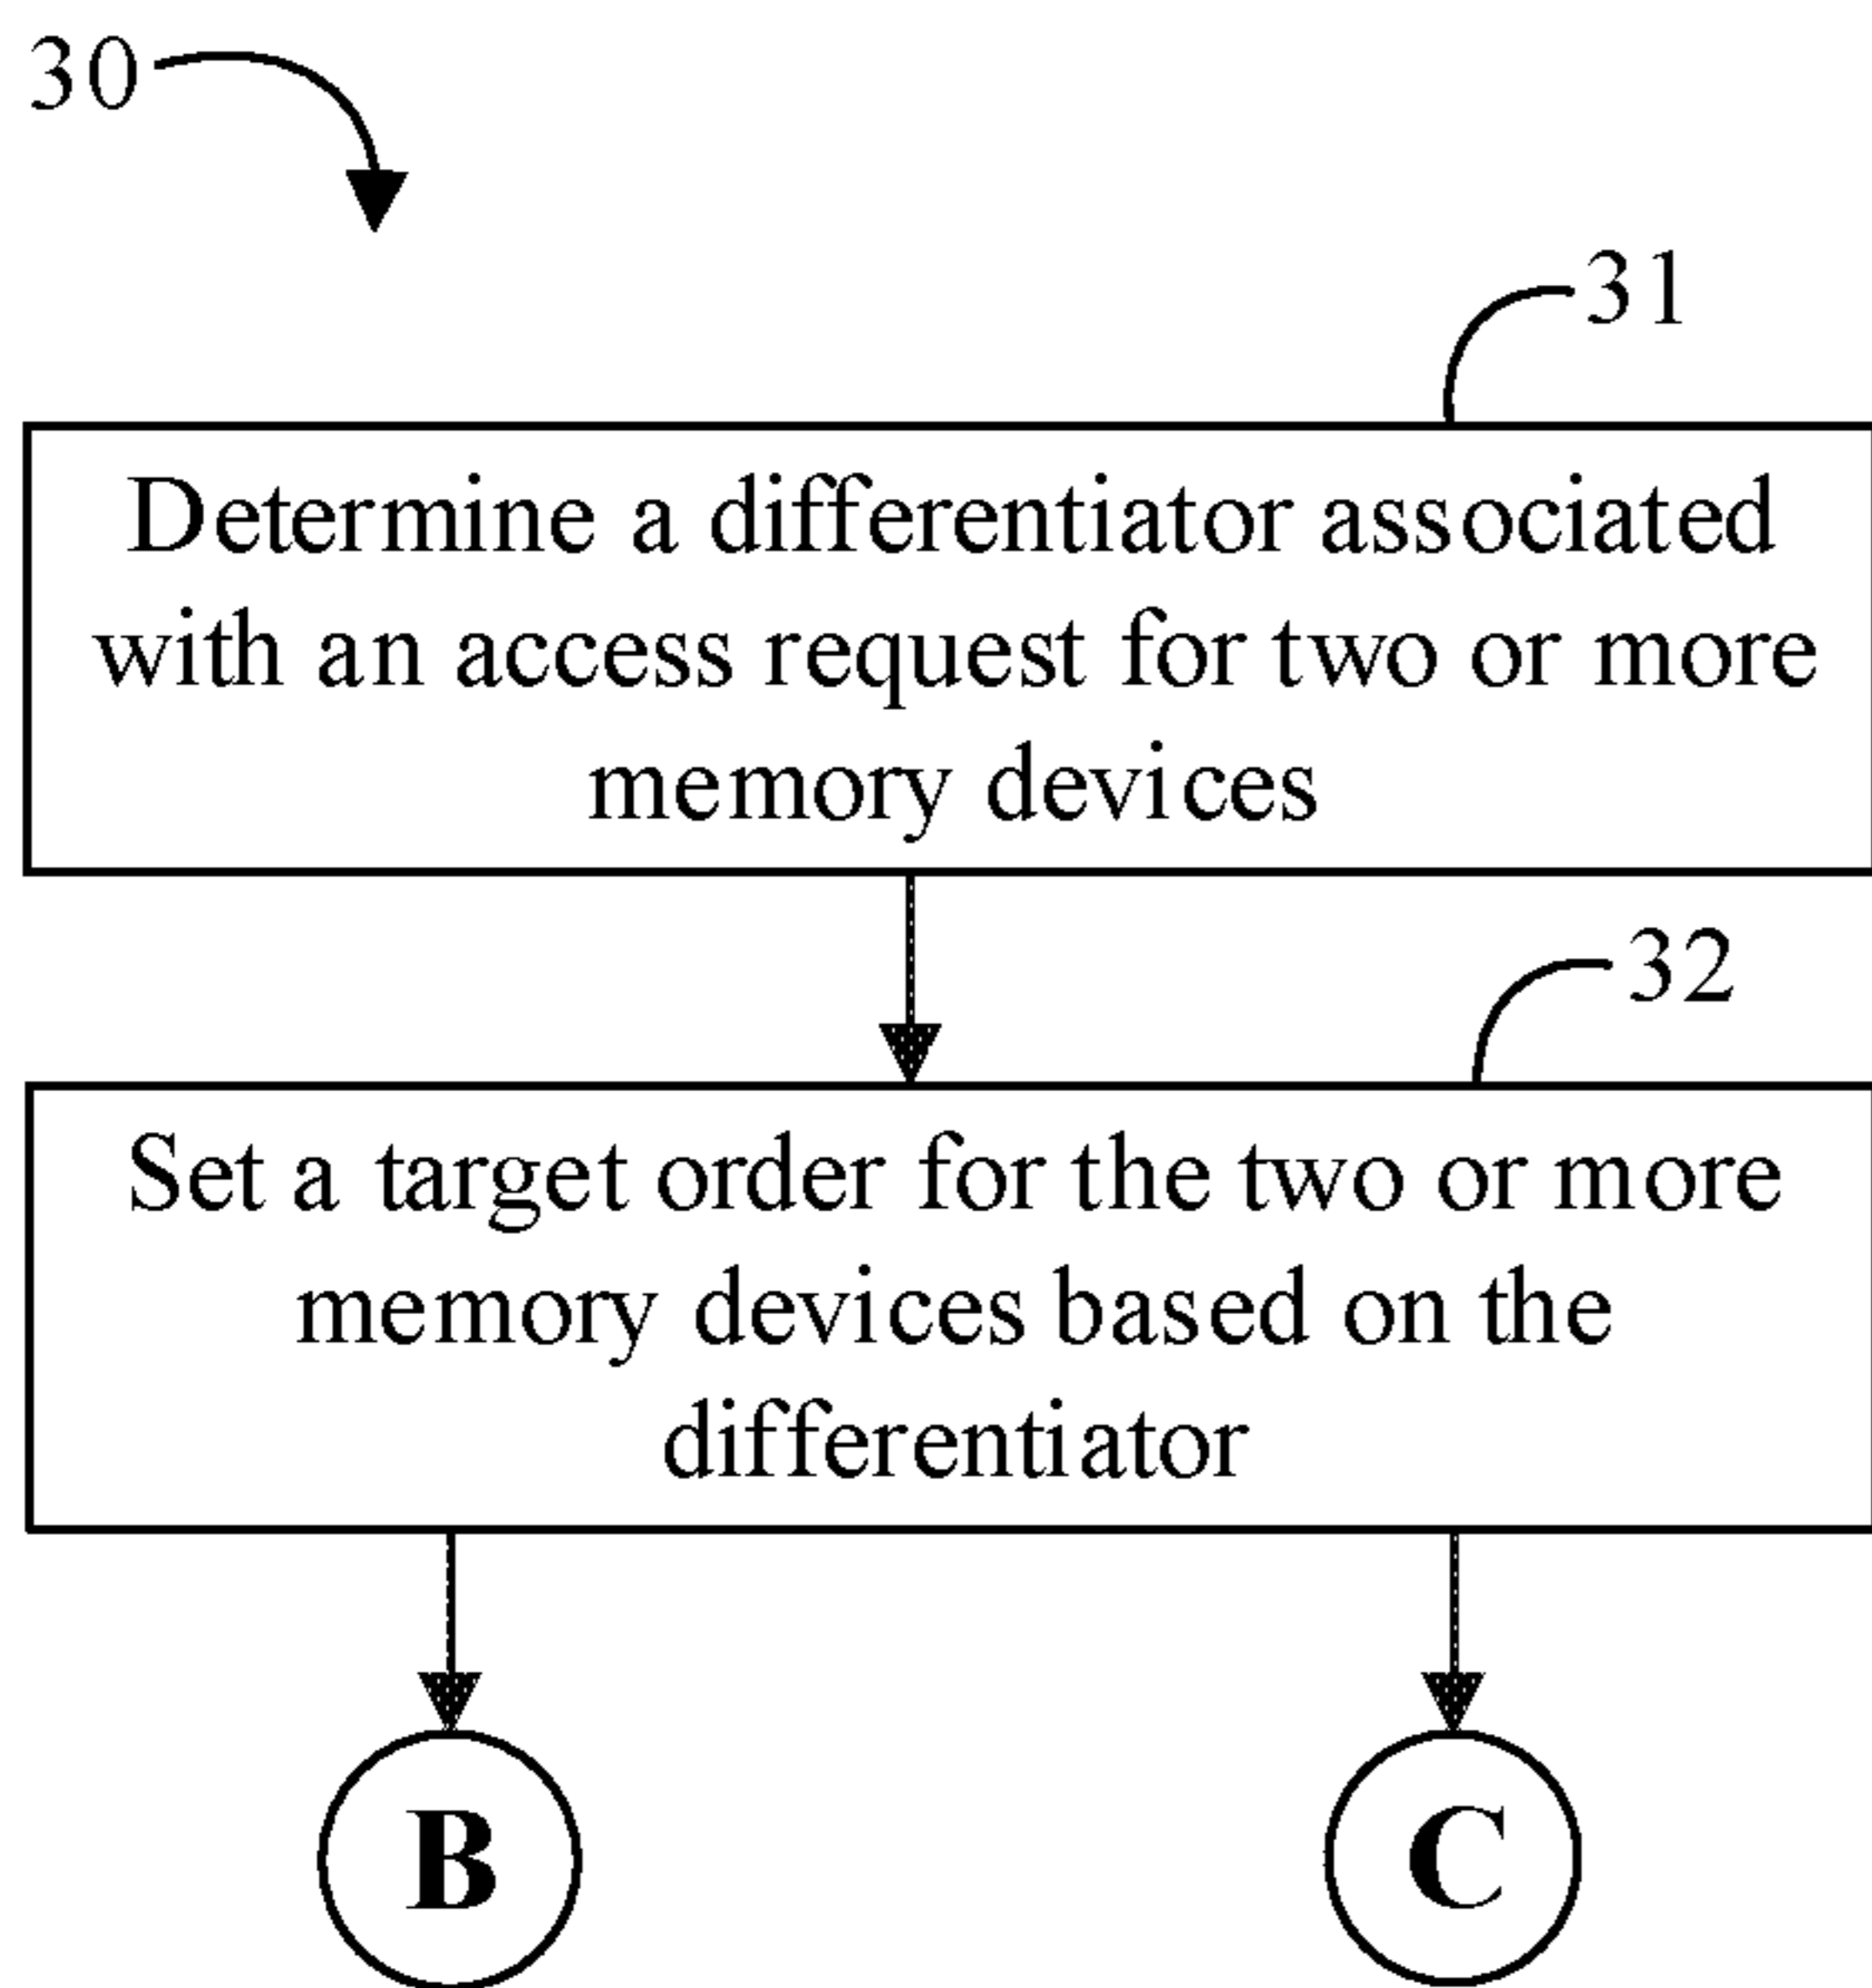 30
31
Determine a differentiator associated
with an access request for two or more
memory devices
32
Set a target order for the two or more
memory devices based on the
differentiator
B
C